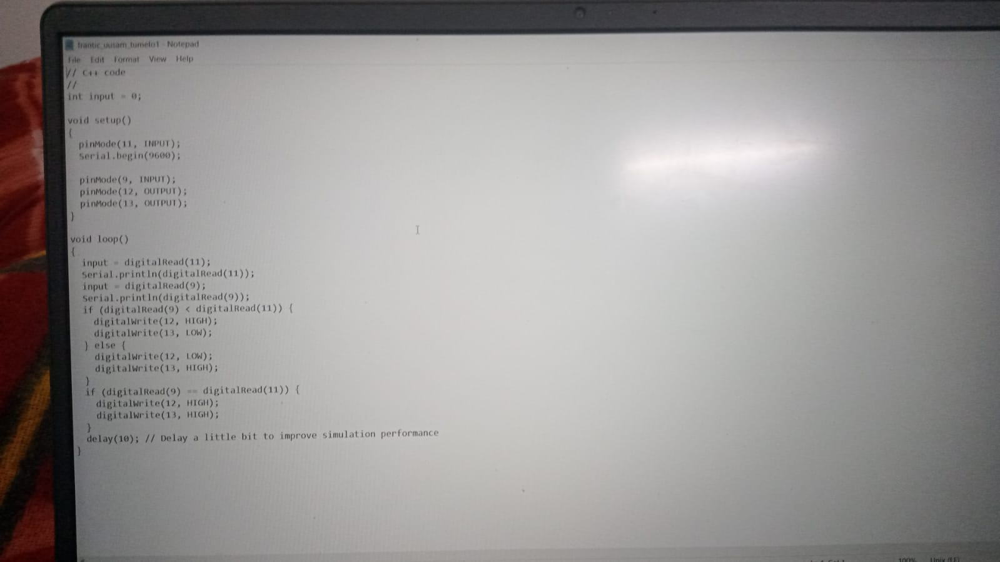 frantic_uusam_tumelo1 - Notepad
File Edit Format View Help
// C++ code
//
int input = 0;
void setup()
{
pinMode(11, INPUT);
Serial.begin(9600);
pinMode(9, INPUT);
pinMode(12, OUTPUT);
pinMode(13, OUTPUT);
}
void loop()
{
input = digitalRead(11);
Serial.println(digitalRead(11));
input = digitalRead(9);
Serial.println(digitalRead(9));
if (digitalRead(9) < digitalRead(11)) {
digitalWrite(12, HIGH);
digitalWrite(13, LOW);
} else {
digitalWrite(12, LOW);
digitalWrite(13, HIGH);
}
if (digitalRead(9) == digitalRead(11)) {
digitalWrite(12, HIGH);
digitalWrite(13, HIGH);
}
delay(10); // Delay a little bit to improve simulation performance
}
100% Unix (LF)